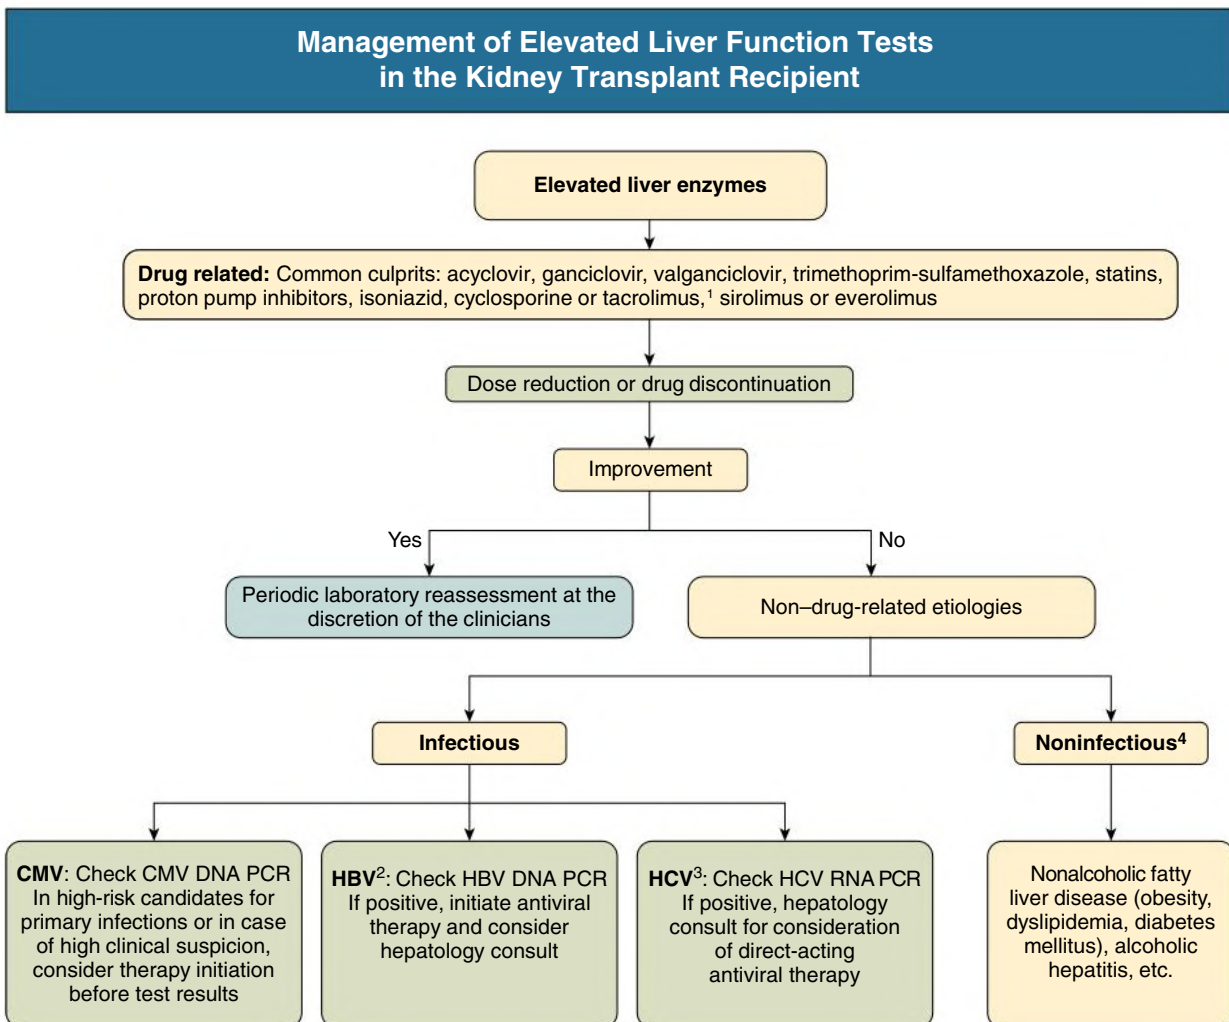 Management of Elevated Liver Function Tests
in the Kidney Transplant Recipient
Elevated liver enzymes
Drug related: Common culprits: acyclovir, ganciclovir, valganciclovir, trimethoprim-sulfamethoxazole, statins,
proton pump inhibitors, isoniazid, cyclosporine or tacrolimus,¹ sirolimus or everolimus
Dose reduction or drug discontinuation
Improvement
Yes
No
Periodic laboratory reassessment at the
discretion of the clinicians
Non–drug-related etiologies
Infectious
Noninfectious⁴
CMV: Check CMV DNA PCR
In high-risk candidates for
primary infections or in case
of high clinical suspicion,
consider therapy initiation
before test results
HBV²: Check HBV DNA PCR
If positive, initiate antiviral
therapy and consider
hepatology consult
HCV³: Check HCV RNA PCR
If positive, hepatology
consult for consideration
of direct-acting
antiviral therapy
Nonalcoholic fatty
liver disease (obesity,
dyslipidemia, diabetes
mellitus), alcoholic
hepatitis, etc.